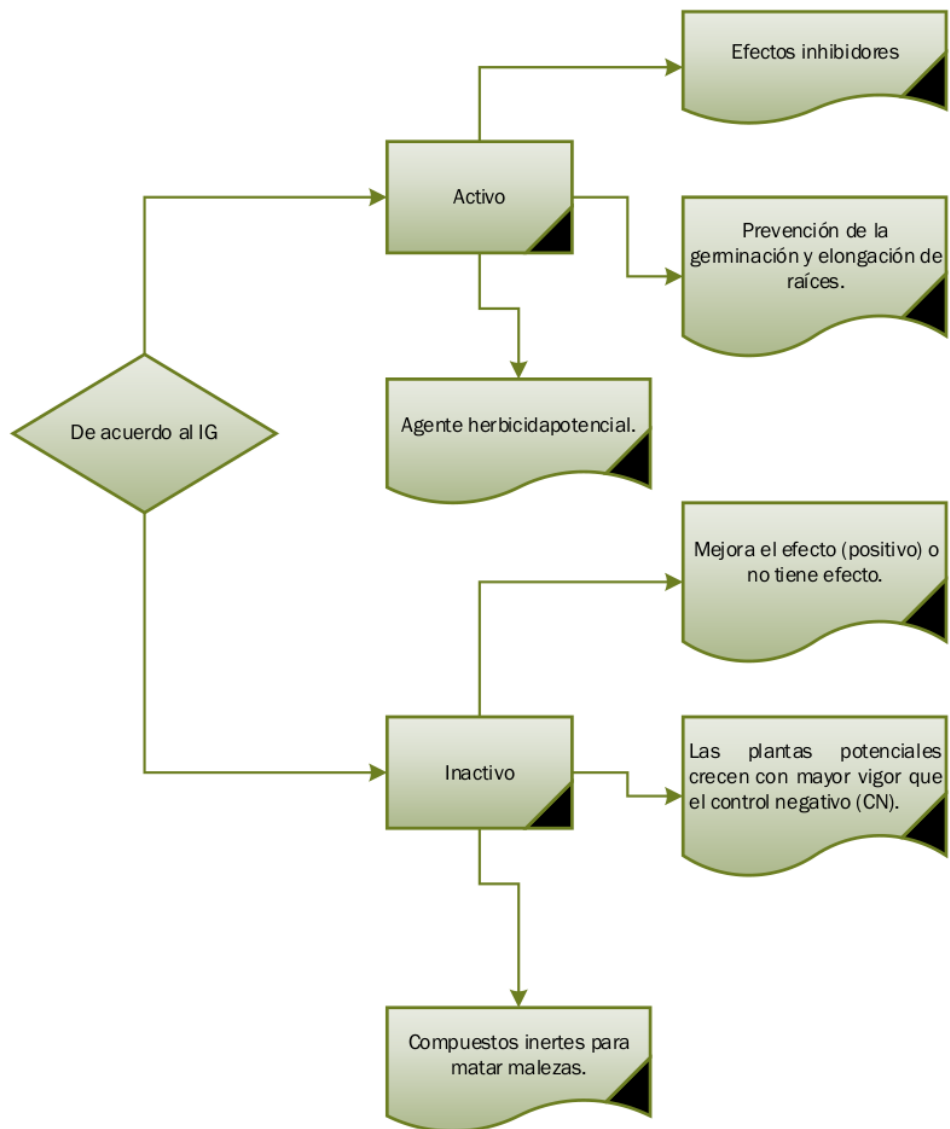 Efectos inhibidores
Activo
Prevención de la
germinación y elongación de
raíces.
Agente herbicidapotencial.
De acuerdo al IG
Mejora el efecto (positivo) o
no tiene efecto.
Inactivo
Las plantas potenciales
crecen con mayor vigor que
el control negativo (CN).
Compuestos inertes para
matar malezas.